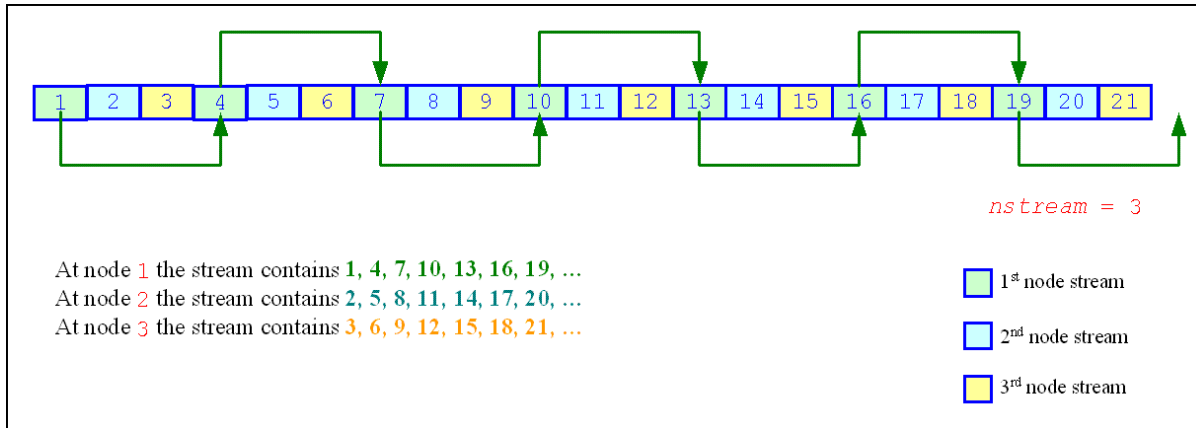 1 2 3 4 5 6 7 8 9 10 11 12 13 14 15 16 17 18 19 20 21
nstream = 3
At node 1 the stream contains 1, 4, 7, 10, 13, 16, 19, ...
At node 2 the stream contains 2, 5, 8, 11, 14, 17, 20, ...
At node 3 the stream contains 3, 6, 9, 12, 15, 18, 21, ...
1st node stream
2nd node stream
3rd node stream